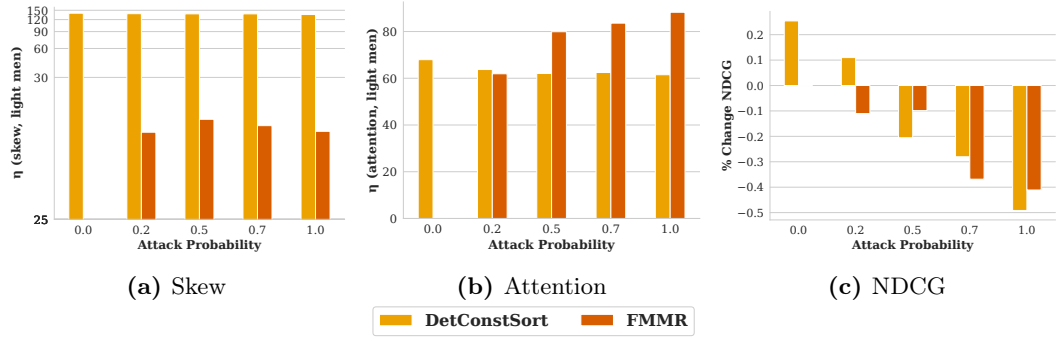 150
120
90
60
30
25
η (skew, light men)
0.0 0.2 0.5 0.7 1.0
Attack Probability
(a) Skew
80
60
40
20
0
η (attention, light men)
0.0 0.2 0.5 0.7 1.0
Attack Probability
(b) Attention
0.2
0.1
0.0
−0.1
−0.2
−0.3
−0.4
−0.5
% Change NDCG
0.0 0.2 0.5 0.7 1.0
Attack Probability
(c) NDCG
DetConstSort FMMR